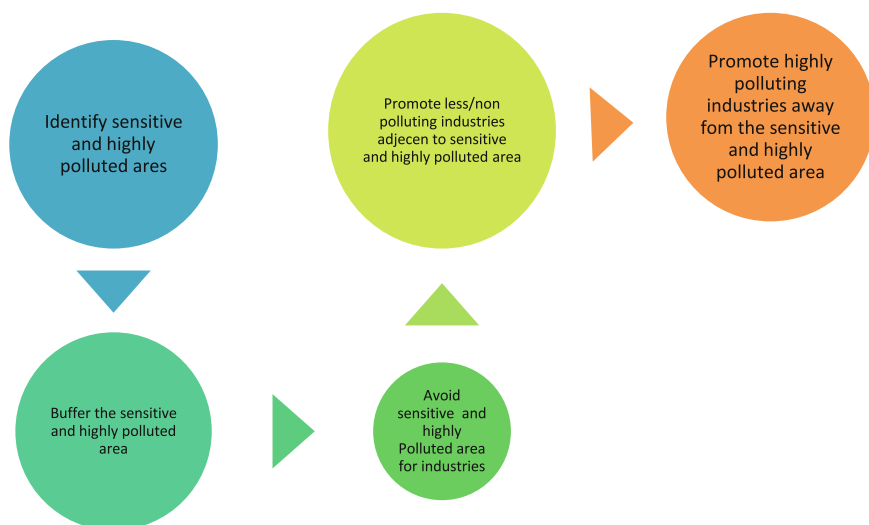 Identify sensitive
and highly
polluted ares
Buffer the sensitive
and highly polluted
area
Avoid
sensitive and
highly
Polluted area
for industries
Promote less/non
polluting industries
adjecen to sensitive
and highly polluted area
Promote highly
polluting
industries away
fom the sensitive
and highly
polluted area